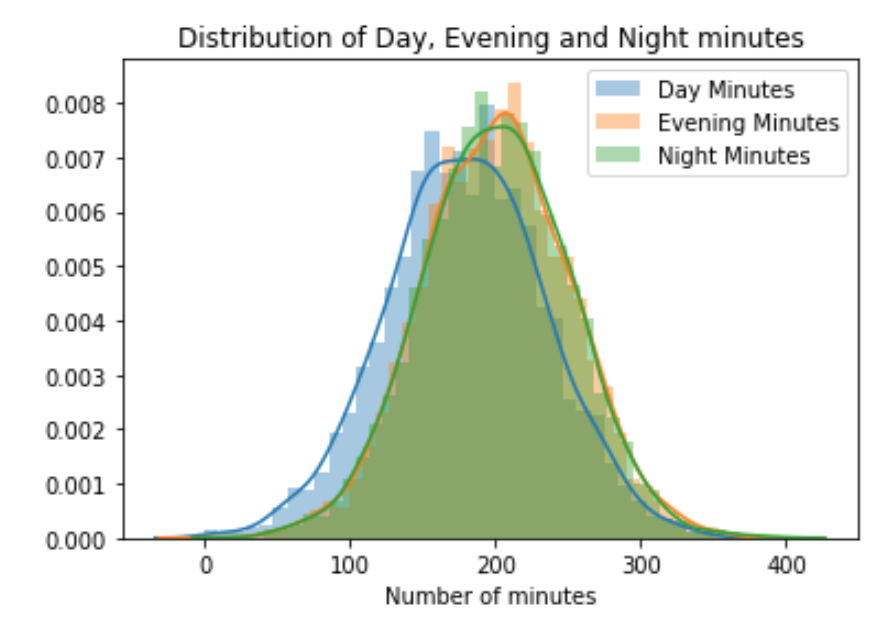 Distribution of Day, Evening and Night minutes
Day Minutes
Evening Minutes
Night Minutes
0.008
0.007
0.006
0.005
0.004
0.003
0.002
0.001
0.000
0 100 200 300 400
Number of minutes